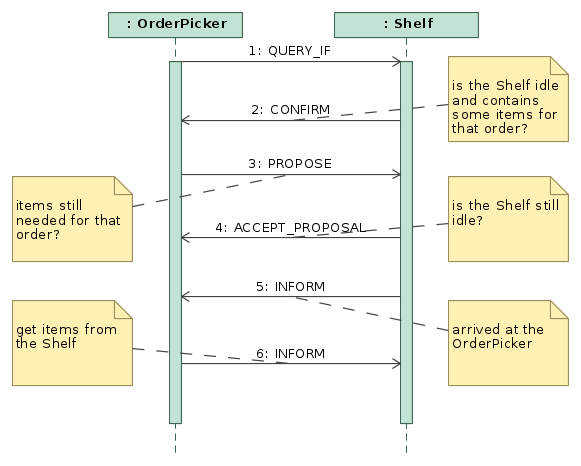 : OrderPicker
: Shelf
1: QUERY_IF
is the Shelf idle
and contains
some items for
that order?
2: CONFIRM
3: PROPOSE
items still
needed for that
order?
is the Shelf still
idle?
4: ACCEPT_PROPOSAL
5: INFORM
get items from
the Shelf
arrived at the
OrderPicker
6: INFORM